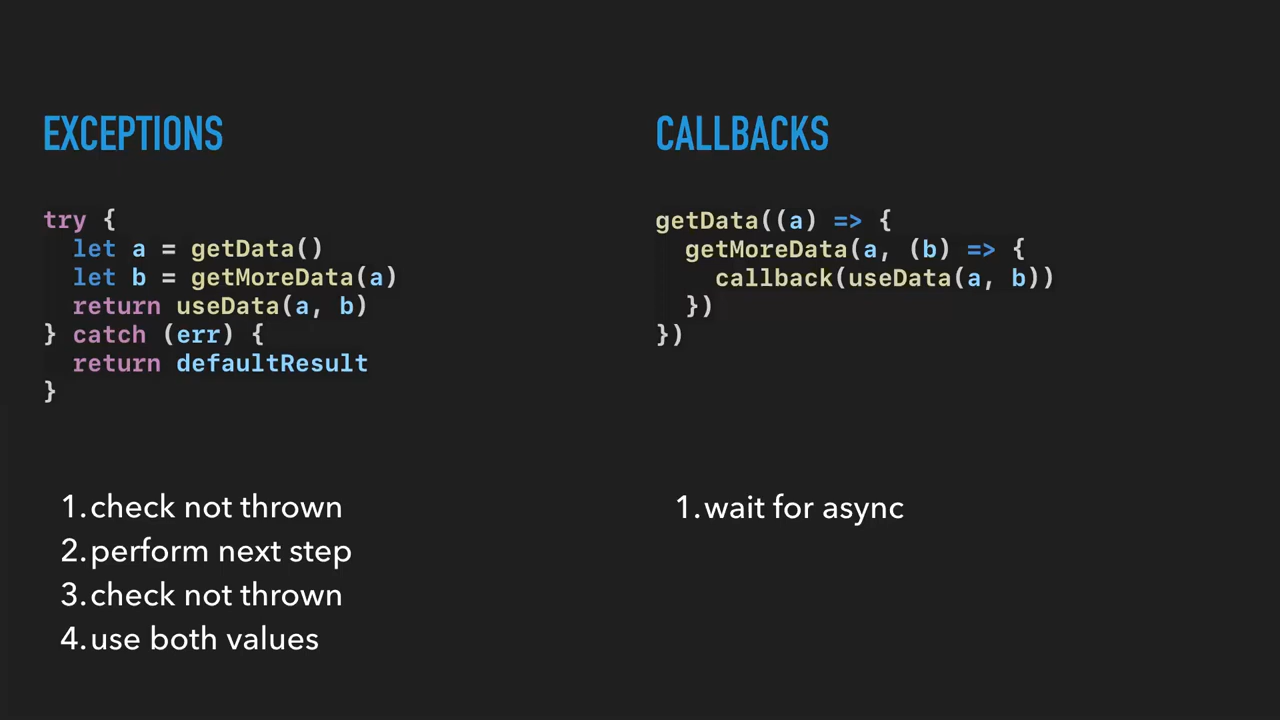 EXCEPTIONS
try {
  let a = getData()
  let b = getMoreData(a)
  return useData(a, b)
} catch (err) {
  return defaultResult
}
1. check not thrown
2. perform next step
3. check not thrown
4. use both values
CALLBACKS
getData((a) => {
  getMoreData(a, (b) => {
    callback(useData(a, b))
  })
})
1. wait for async